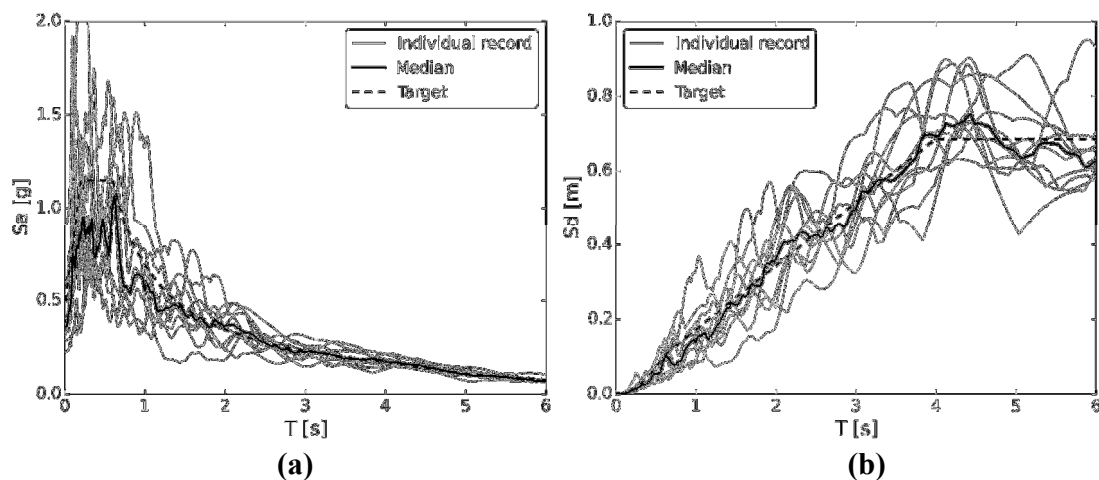 2.0
1.5
1.0
0.5
0.0
Sa [g]
0 1 2 3 4 5 6
T [s]
Individual record
Median
Target
(a)
1.0
0.8
0.6
0.4
0.2
0.0
Sd [m]
0 1 2 3 4 5 6
T [s]
Individual record
Median
Target
(b)